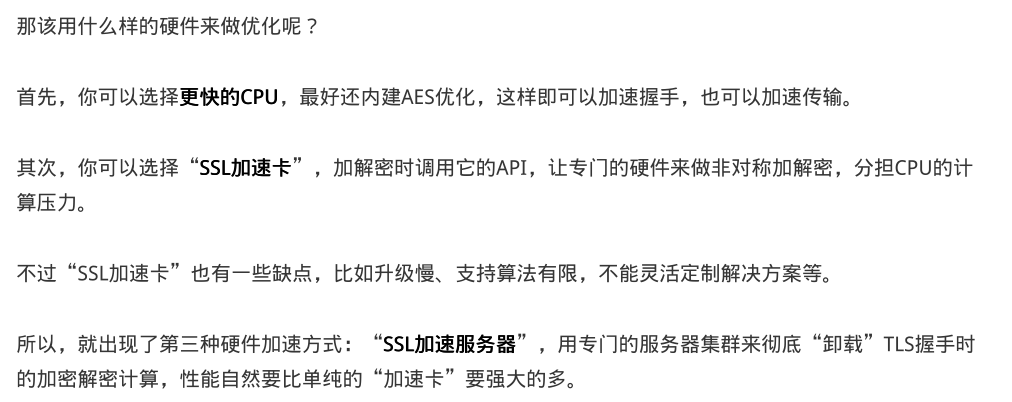 那该用什么样的硬件来做优化呢？
首先，你可以选择更快的CPU，最好还内建AES优化，这样即可以加速握手，也可以加速传输。
其次，你可以选择“SSL加速卡”，加解密时调用它的API，让专门的硬件来做非对称加解密，分担CPU的计
算压力。
不过“SSL加速卡”也有一些缺点，比如升级慢、支持算法有限，不能灵活定制解决方案等。
所以，就出现了第三种硬件加速方式：“SSL加速服务器”，用专门的服务器集群来彻底“卸载”TLS握手时
的加密解密计算，性能自然要比单纯的“加速卡”要强大的多。